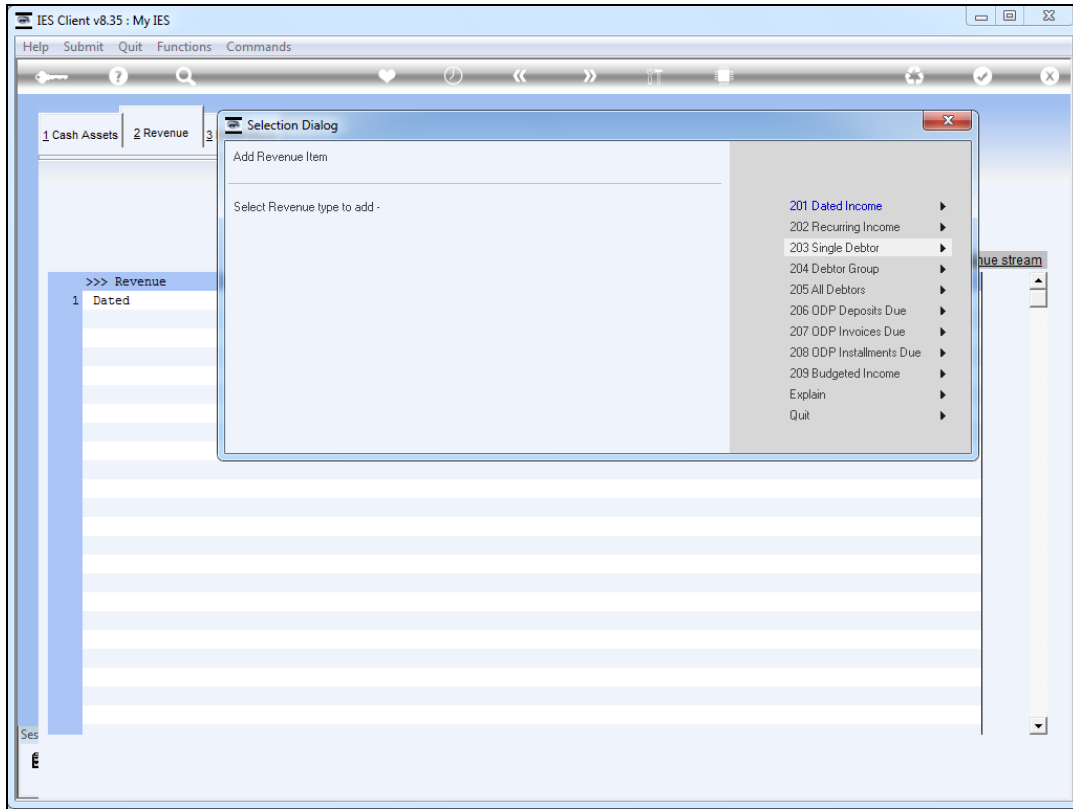 IES Client v8.35 : My IES
Help Submit Quit Functions Commands
1 Cash Assets 2 Revenue 3
Selection Dialog
Add Revenue Item
Select Revenue type to add -
201 Dated Income
202 Recurring Income
203 Single Debtor
204 Debtor Group
205 All Debtors
206 ODP Deposits Due
207 ODP Invoices Due
208 ODP Installments Due
209 Budgeted Income
Explain
Quit
stream
>>> Revenue
1 Dated
Ses